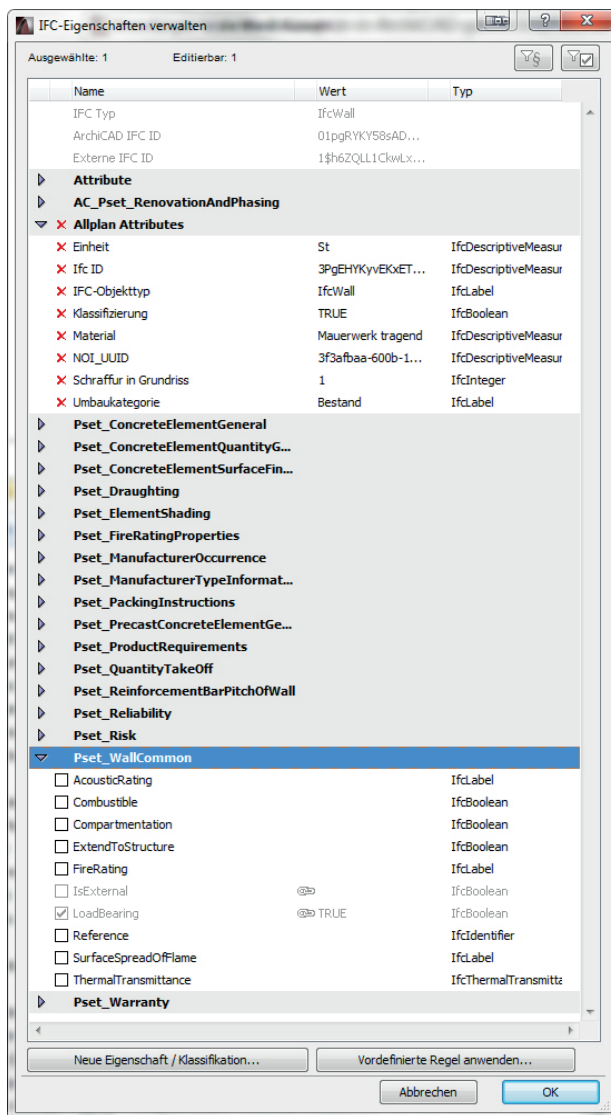 IFC-Eigenschaften verwalten
Ausgewählte: 1 Editierbar: 1
Name Wert Typ
IFC Typ IfcWall
ArchiCAD IFC ID 01pgRYKY58sAD...
Externe IFC ID 1$h6ZQLL1CkwLx...
Attribute
AC_Pset_RenovationAndPhasing
Allplan Attributes
Einheit St IfcDescriptiveMeasur
Ifc ID 3PgEHYKyvEKxET... IfcDescriptiveMeasur
IFC-Objekttyp IfcWall IfcLabel
Klassifizierung TRUE IfcBoolean
Material Mauerwerk tragend IfcDescriptiveMeasur
NOI_UUID 3f3afbaa-600b-1... IfcDescriptiveMeasur
Schraffur in Grundriss 1 IfcInteger
Umbaukategorie Bestand IfcLabel
Pset_ConcreteElementGeneral
Pset_ConcreteElementQuantityG...
Pset_ConcreteElementSurfaceFin...
Pset_Draughting
Pset_ElementShading
Pset_FireRatingProperties
Pset_ManufacturerOccurrence
Pset_ManufacturerTypeInformat...
Pset_PackingInstructions
Pset_PrecastConcreteElementGe...
Pset_ProductRequirements
Pset_QuantityTakeOff
Pset_ReinforcementBarPitchOfWall
Pset_Reliability
Pset_Risk
Pset_WallCommon
AcousticRating IfcLabel
Combustible IfcBoolean
Compartmentation IfcBoolean
ExtendToStructure IfcBoolean
FireRating IfcLabel
IsExternal IfcBoolean
LoadBearing TRUE IfcBoolean
Reference IfcIdentifier
SurfaceSpreadOfFlame IfcLabel
ThermalTransmittance IfcThermalTransmitta
Pset_Warranty
Neue Eigenschaft / Klassifikation... Vordefinierte Regel anwenden...
Abbrechen OK